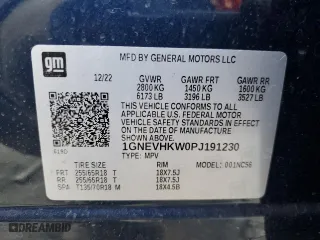 gm
MFD BY GENERAL MOTORS LLC
12/22 GVWR GAWR FRT GAWR RR
2800 KG 1450 KG 1600 KG
6173 LB 3196 LB 3527 LB
THIS VEHICLE CONFORMS TO ALL
APPLICABLE U.S. FEDERAL MOTOR
VEHICLE SAFETY STANDARDS IN
EFFECT ON THE DATE OF
MANUFACTURE SHOWN ABOVE.
1GNEVHKW0PJ191230
TYPE: MPV MODEL: 001NC56
TIRE SIZE RIM
FRT 255/65R18 T 18X7.5J
RR 255/65R18 T 18X7.5J
SPA T135/70R18 M 18X4.5B